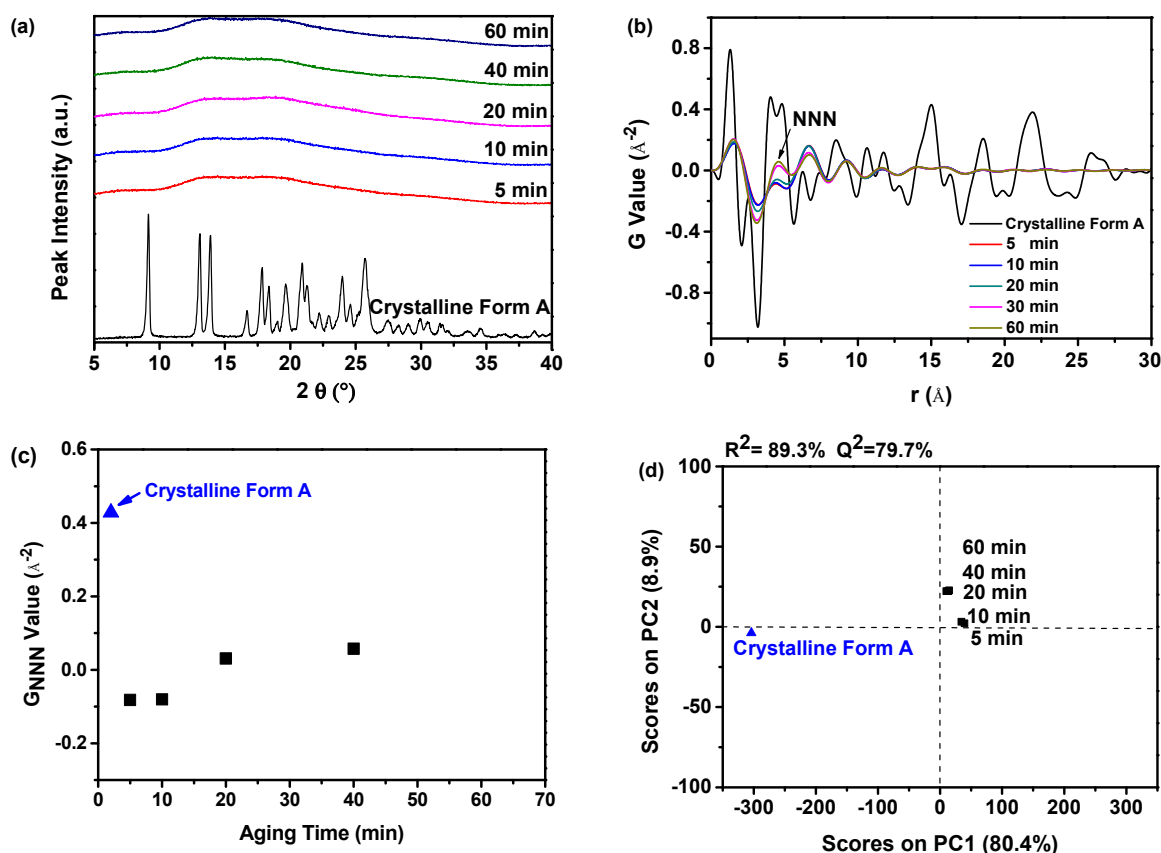 (a)
60 min
40 min
20 min
10 min
5 min
Crystalline Form A
Peak Intensity (a.u.)
5 10 15 20 25 30 35 40
2 θ (°)
(b)
0.8
0.4
0.0
-0.4
-0.8
G Value (Å-2)
NNN
Crystalline Form A
5 min
10 min
20 min
30 min
60 min
0 5 10 15 20 25 30
r (Å)
(c)
0.6
0.4
0.2
0.0
-0.2
GNNN Value (Å-2)
Crystalline Form A
0 10 20 30 40 50 60 70
Aging Time (min)
R2= 89.3% Q2=79.7%
(d)
100
50
0
-50
-100
Scores on PC2 (8.9%)
60 min
40 min
20 min
10 min
5 min
Crystalline Form A
-300 -200 -100 0 100 200 300
Scores on PC1 (80.4%)